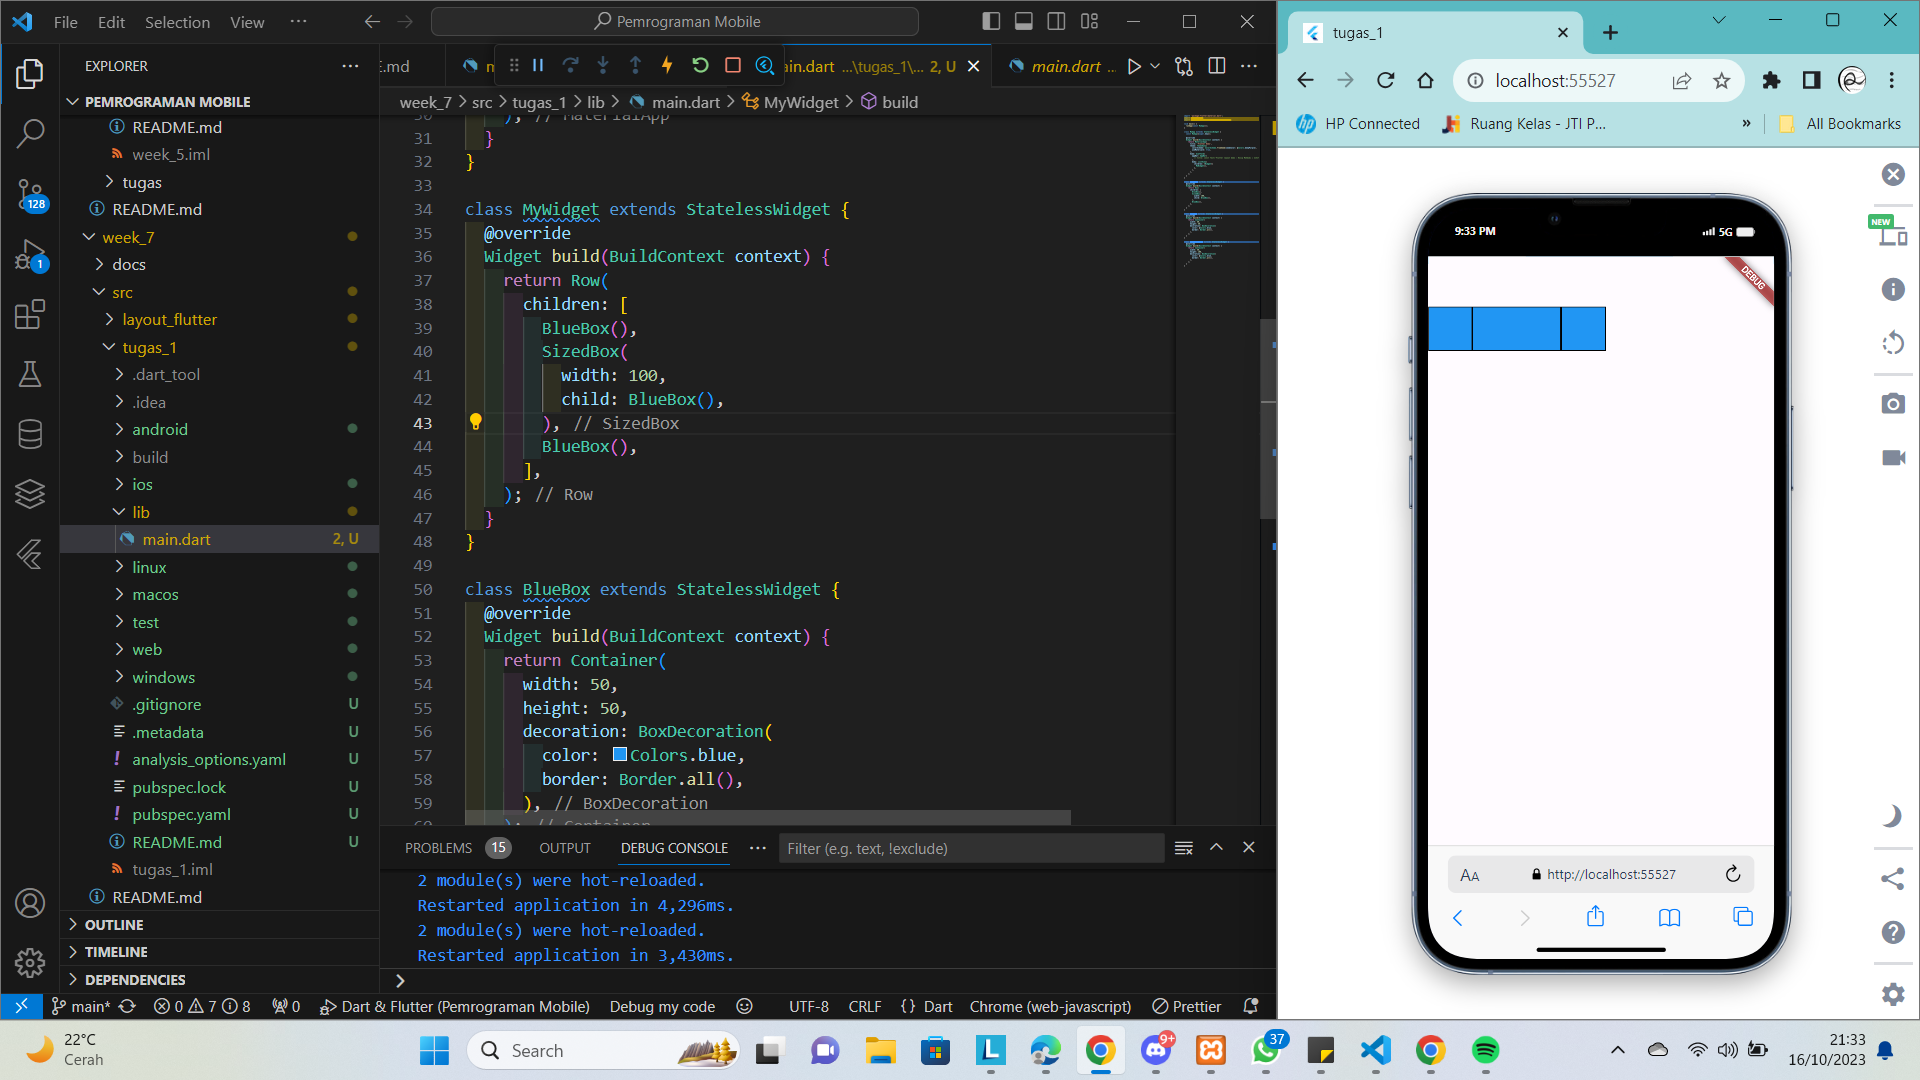 File Edit Selection View ··· Pemrograman Mobile
EXPLORER
PEMROGRAMAN MOBILE
README.md
week_5.iml
tugas
README.md
week_7
docs
src
layout_flutter
tugas_1
.dart_tool
.idea
android
build
ios
lib
main.dart 2, U
linux
macos
test
web
windows
.gitignore U
.metadata U
analysis_options.yaml U
pubspec.lock U
pubspec.yaml U
README.md U
tugas_1.iml
README.md
OUTLINE
TIMELINE
DEPENDENCIES
128
1
.md
ain.dart ...\tugas_1\... 2, U
main.dart ...
week_7 > src > tugas_1 > lib > main.dart > MyWidget > build
); // MaterialApp
31 }
32 }
33
34 class MyWidget extends StatelessWidget {
35 @override
36 Widget build(BuildContext context) {
37 return Row(
38 children: [
39 BlueBox(),
40 SizedBox(
41 width: 100,
42 child: BlueBox(),
43 ), // SizedBox
44 BlueBox(),
45 ],
46 ); // Row
47 }
48 }
49
50 class BlueBox extends StatelessWidget {
51 @override
52 Widget build(BuildContext context) {
53 return Container(
54 width: 50,
55 height: 50,
56 decoration: BoxDecoration(
57 color: Colors.blue,
58 border: Border.all(),
59 ), // BoxDecoration
PROBLEMS 15 OUTPUT DEBUG CONSOLE ··· Filter (e.g. text, !exclude)
2 module(s) were hot-reloaded.
Restarted application in 4,296ms.
2 module(s) were hot-reloaded.
Restarted application in 3,430ms.
main* 0 7 8 0 Dart & Flutter (Pemrograman Mobile) Debug my code UTF-8 CRLF {} Dart Chrome (web-javascript) Prettier
tugas_1
localhost:55527
HP Connected Ruang Kelas - JTI P... » All Bookmarks
NEW
9:33 PM 5G
DEBUG
AA http://localhost:55527
22°C
Cerah
Search
9+
37
21:33
16/10/2023